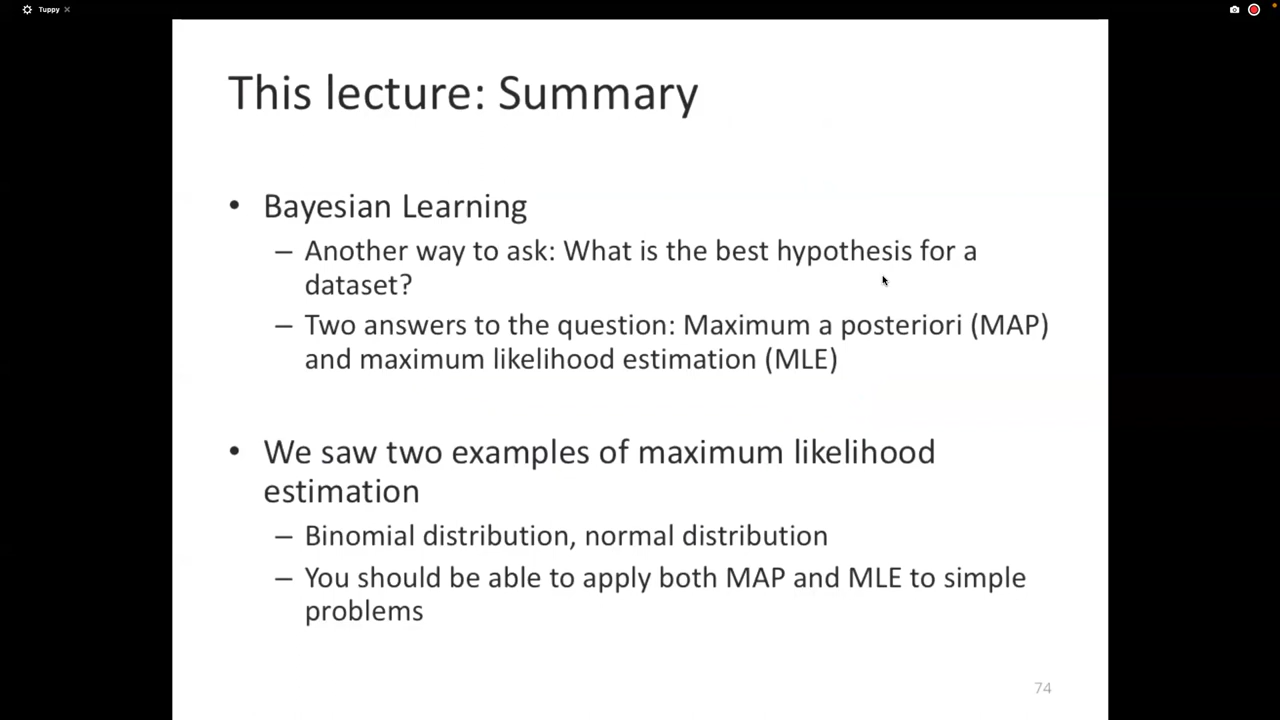 Tuppy
This lecture: Summary
• Bayesian Learning
– Another way to ask: What is the best hypothesis for a
dataset?
– Two answers to the question: Maximum a posteriori (MAP)
and maximum likelihood estimation (MLE)
• We saw two examples of maximum likelihood
estimation
– Binomial distribution, normal distribution
– You should be able to apply both MAP and MLE to simple
problems
74